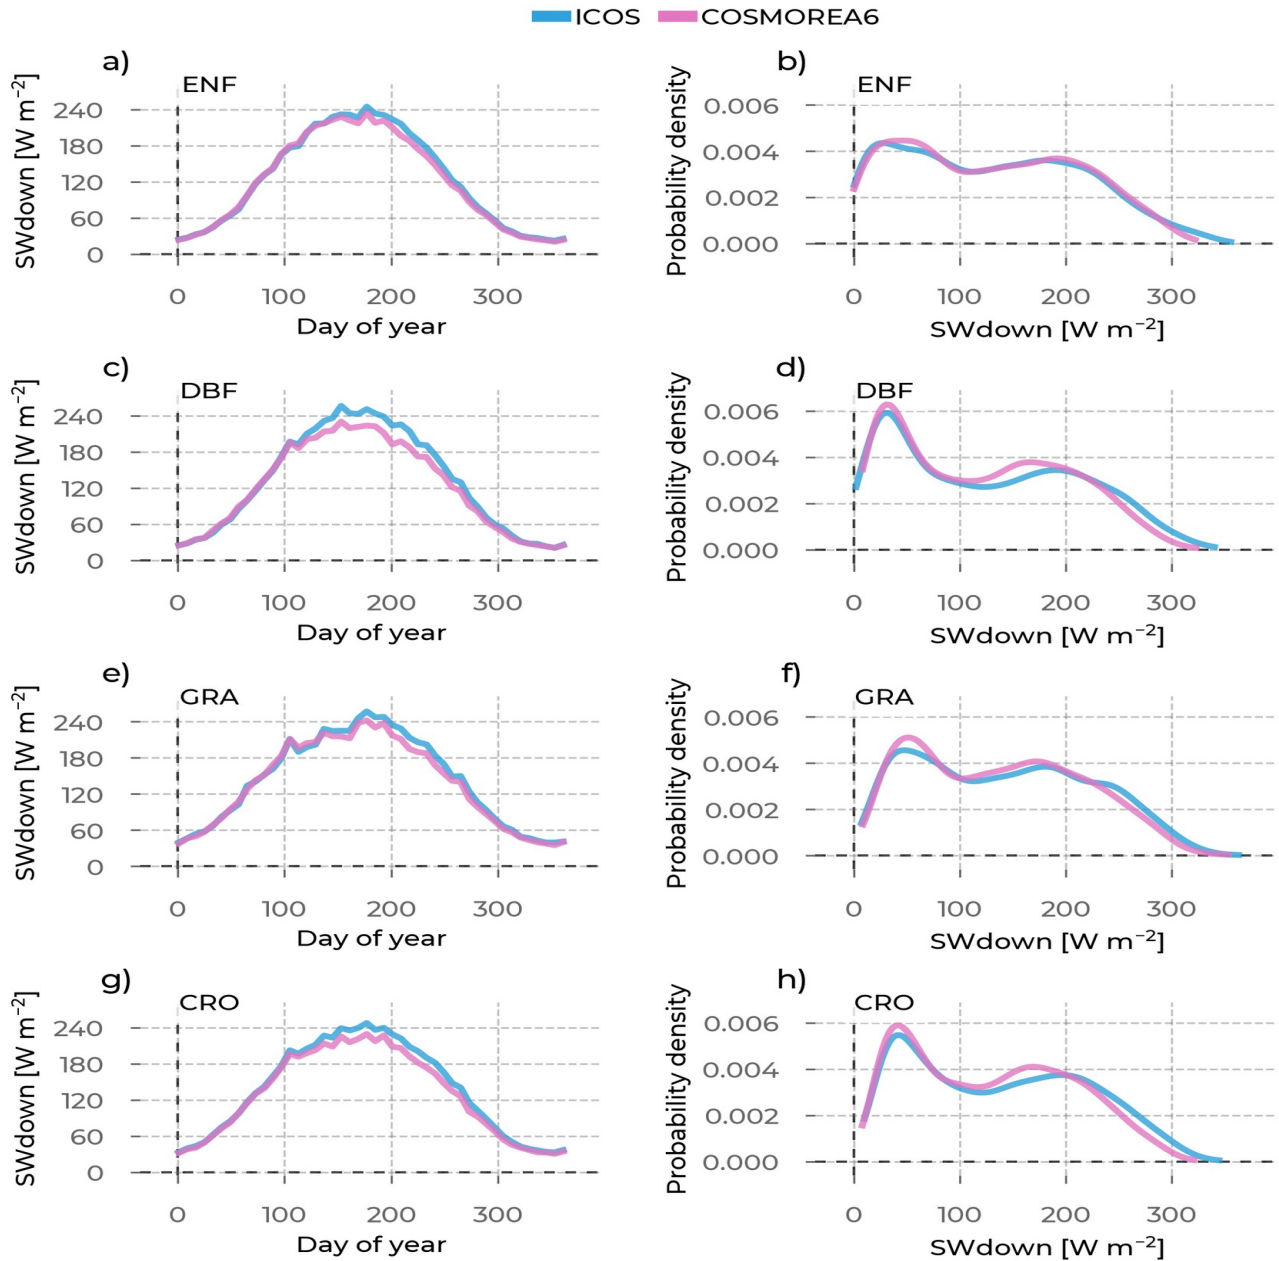 ICOS COSMOREA6
a) b)
ENF ENF
SWdown [W m⁻²]
240
180
120
60
0
0 100 200 300
Day of year
Probability density
0.006
0.004
0.002
0.000
0 100 200 300
SWdown [W m⁻²]
c) d)
DBF DBF
SWdown [W m⁻²]
240
180
120
60
0
0 100 200 300
Day of year
Probability density
0.006
0.004
0.002
0.000
0 100 200 300
SWdown [W m⁻²]
e) f)
GRA GRA
SWdown [W m⁻²]
240
180
120
60
0
0 100 200 300
Day of year
Probability density
0.006
0.004
0.002
0.000
0 100 200 300
SWdown [W m⁻²]
g) h)
CRO CRO
SWdown [W m⁻²]
240
180
120
60
0
0 100 200 300
Day of year
Probability density
0.006
0.004
0.002
0.000
0 100 200 300
SWdown [W m⁻²]